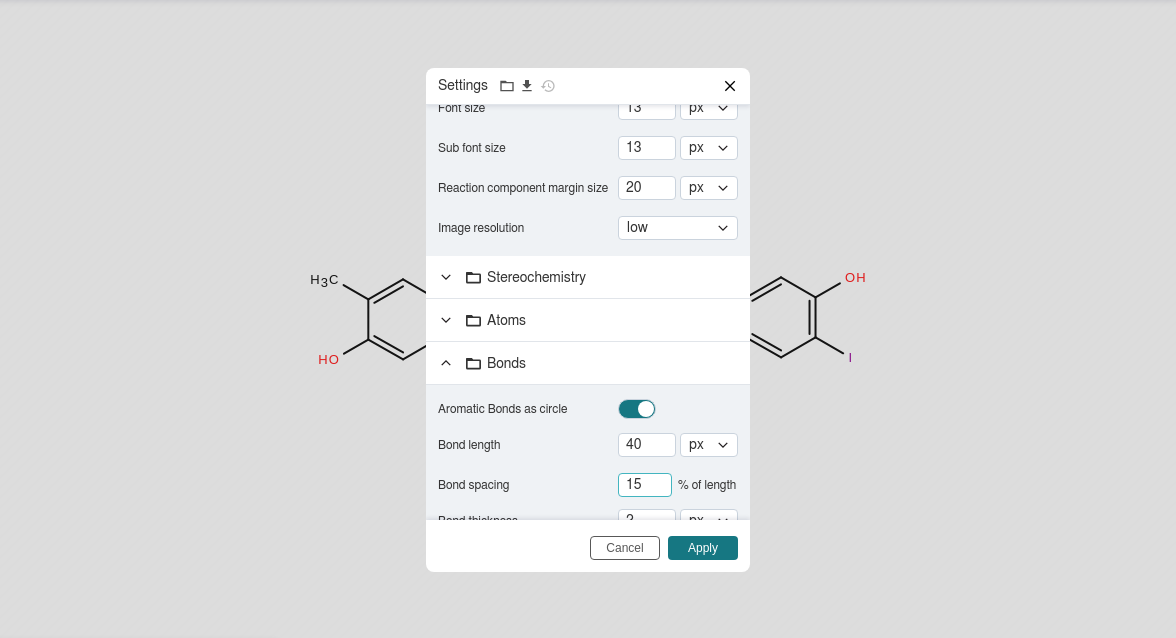 Settings
Font size 13 px
Sub font size 13 px
Reaction component margin size 20 px
Image resolution low
Stereochemistry
H3C OH
Atoms
HO I
Bonds
Aromatic Bonds as circle
Bond length 40 px
Bond spacing 15 % of length
Bond thickness 2 px
Cancel Apply